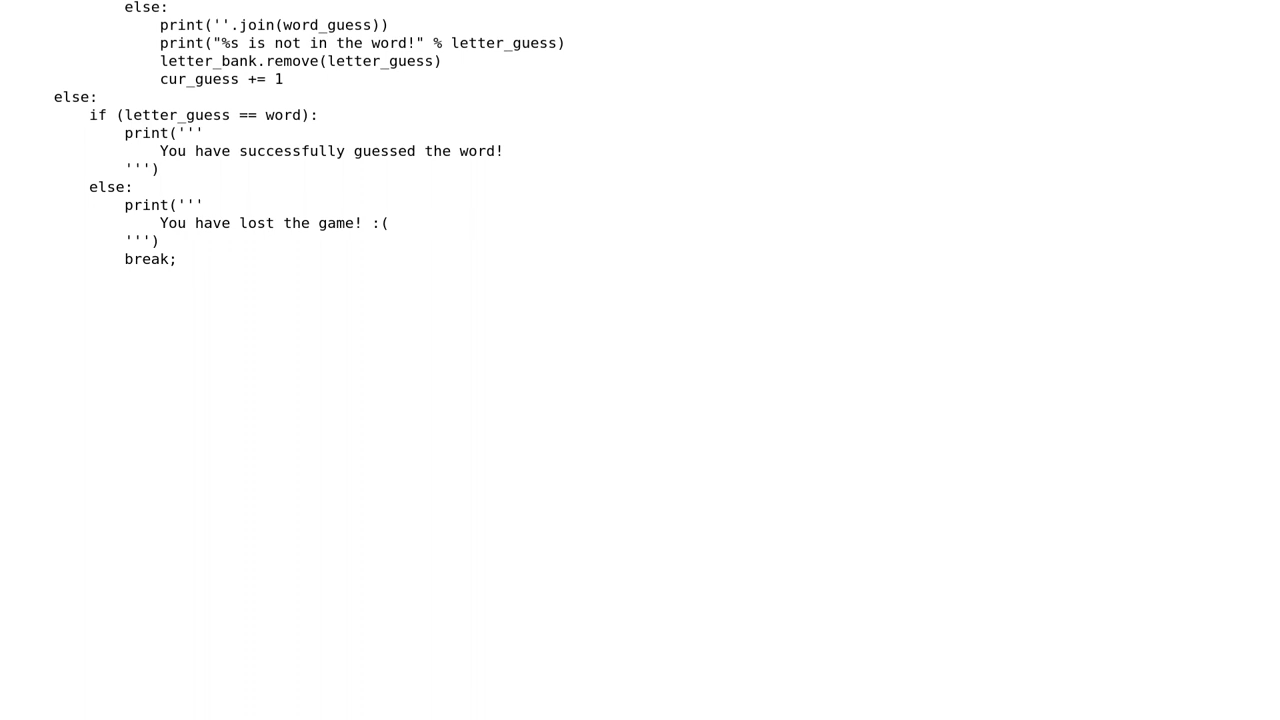 else:
            print(''.join(word_guess))
            print("%s is not in the word!" % letter_guess)
            letter_bank.remove(letter_guess)
            cur_guess += 1
else:
    if (letter_guess == word):
        print('''
            You have successfully guessed the word!
        ''')
    else:
        print('''
            You have lost the game! :(
        ''')
        break;